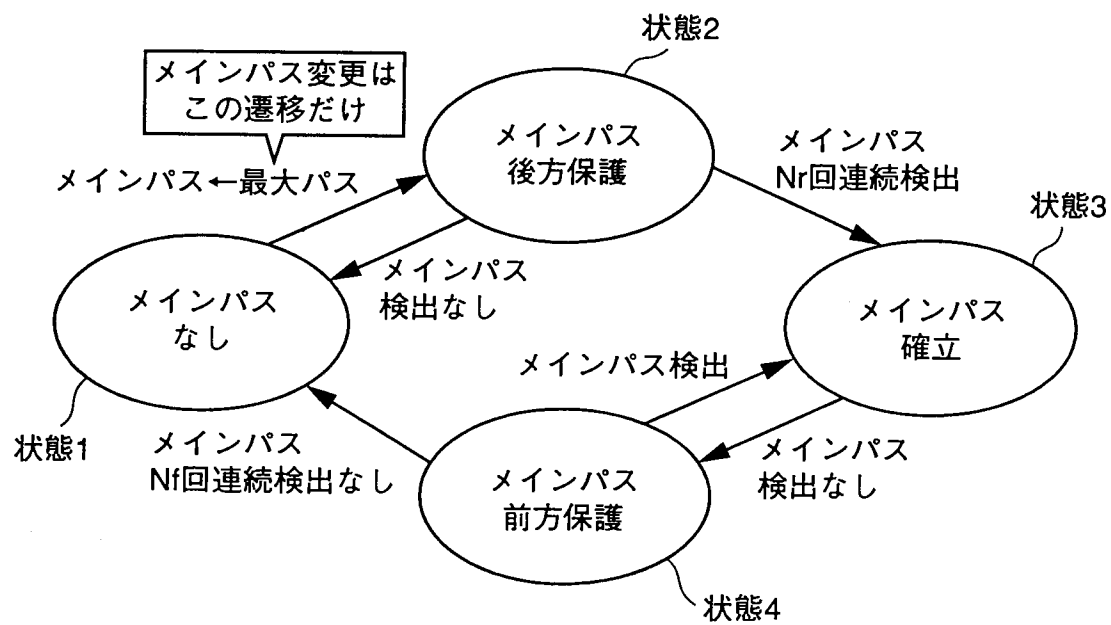 状態2
メインパス変更は
この遷移だけ
メインパス←最大パス
メインパス
後方保護
メインパス
Nr回連続検出
状態3
メインパス
検出なし
メインパス
なし
メインパス
確立
メインパス検出
状態1
メインパス
Nf回連続検出なし
メインパス
前方保護
メインパス
検出なし
状態4